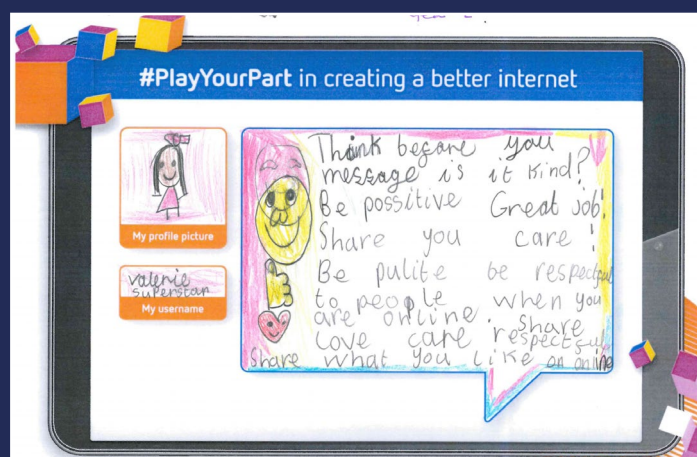 #PlayYourPart in creating a better internet
My profile picture
valerie
superstar
My username
Think before you
message is it kind?
Be possitive Great job!
Share you care!
Be pulite be respectful
to people when you
are online. Share
Love care respectful
Share what you like on online